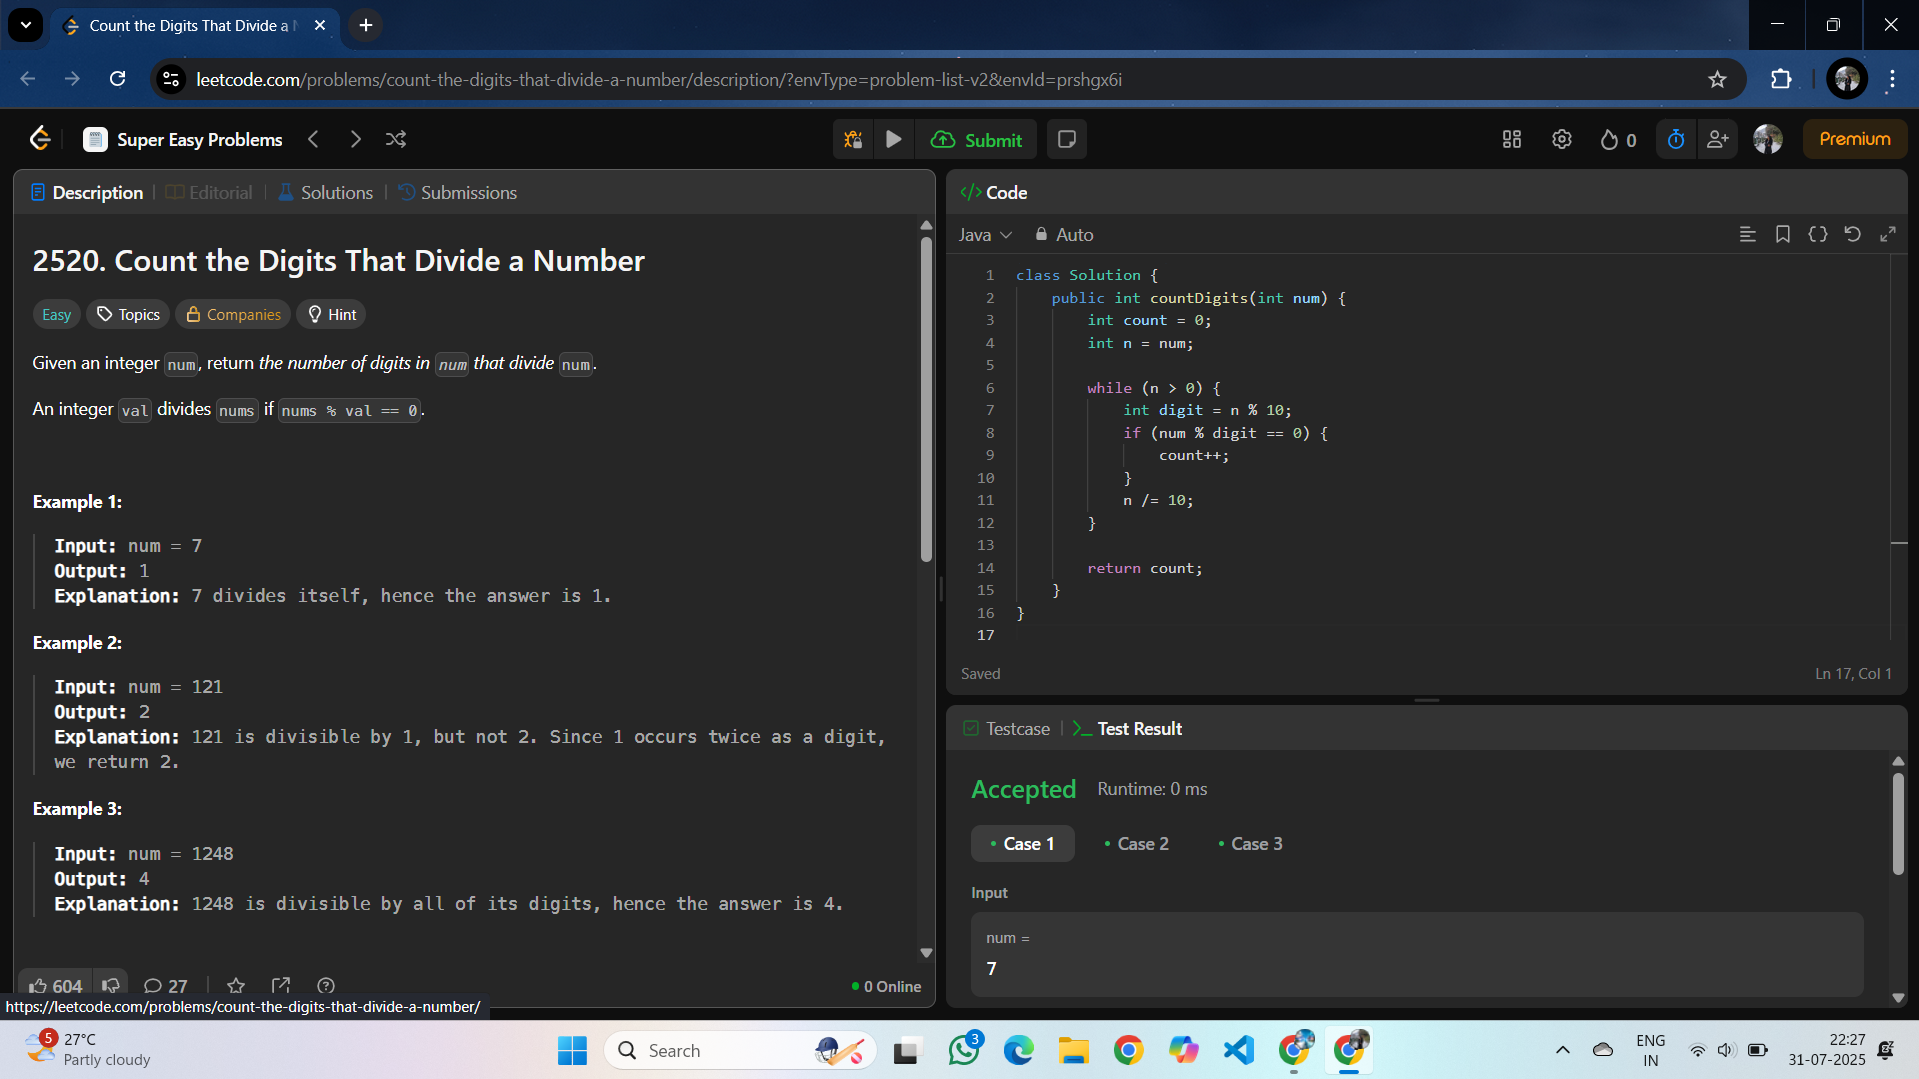 Count the Digits That Divide a N
leetcode.com/problems/count-the-digits-that-divide-a-number/description/?envType=problem-list-v2&envId=prshgx6i
Super Easy Problems
Submit
0
Premium
Description
Editorial
Solutions
Submissions
2520. Count the Digits That Divide a Number
Easy
Topics
Companies
Hint
Given an integer num, return the number of digits in num that divide num.
An integer val divides nums if nums % val == 0.
Example 1:
Input: num = 7
Output: 1
Explanation: 7 divides itself, hence the answer is 1.
Example 2:
Input: num = 121
Output: 2
Explanation: 121 is divisible by 1, but not 2. Since 1 occurs twice as a digit,
we return 2.
Example 3:
Input: num = 1248
Output: 4
Explanation: 1248 is divisible by all of its digits, hence the answer is 4.
604
27
0 Online
https://leetcode.com/problems/count-the-digits-that-divide-a-number/
</> Code
Java
Auto
1 class Solution {
2 public int countDigits(int num) {
3 int count = 0;
4 int n = num;
5
6 while (n > 0) {
7 int digit = n % 10;
8 if (num % digit == 0) {
9 count++;
10 }
11 n /= 10;
12 }
13
14 return count;
15 }
16 }
17
Saved
Ln 17, Col 1
Testcase
Test Result
Accepted
Runtime: 0 ms
Case 1
Case 2
Case 3
Input
num =
7
5
27°C
Partly cloudy
Search
3
ENG
IN
22:27
31-07-2025